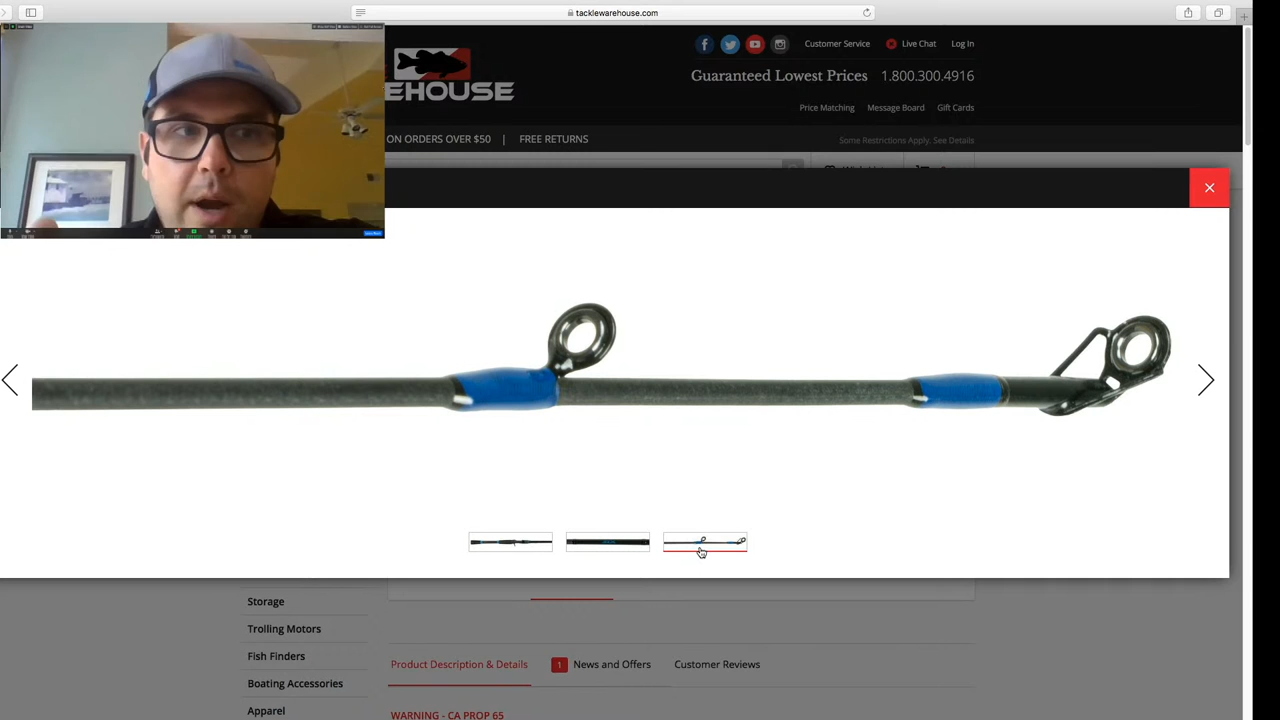 tacklewarehouse.com
EHOUSE
Customer Service
Live Chat
Log In
Guaranteed Lowest Prices 1.800.300.4916
Price Matching
Message Board
Gift Cards
ON ORDERS OVER $50 | FREE RETURNS
Some Restrictions Apply. See Details
Storage
Trolling Motors
Fish Finders
Boating Accessories
Apparel
Product Description & Details
1 News and Offers
Customer Reviews
WARNING - CA PROP 65